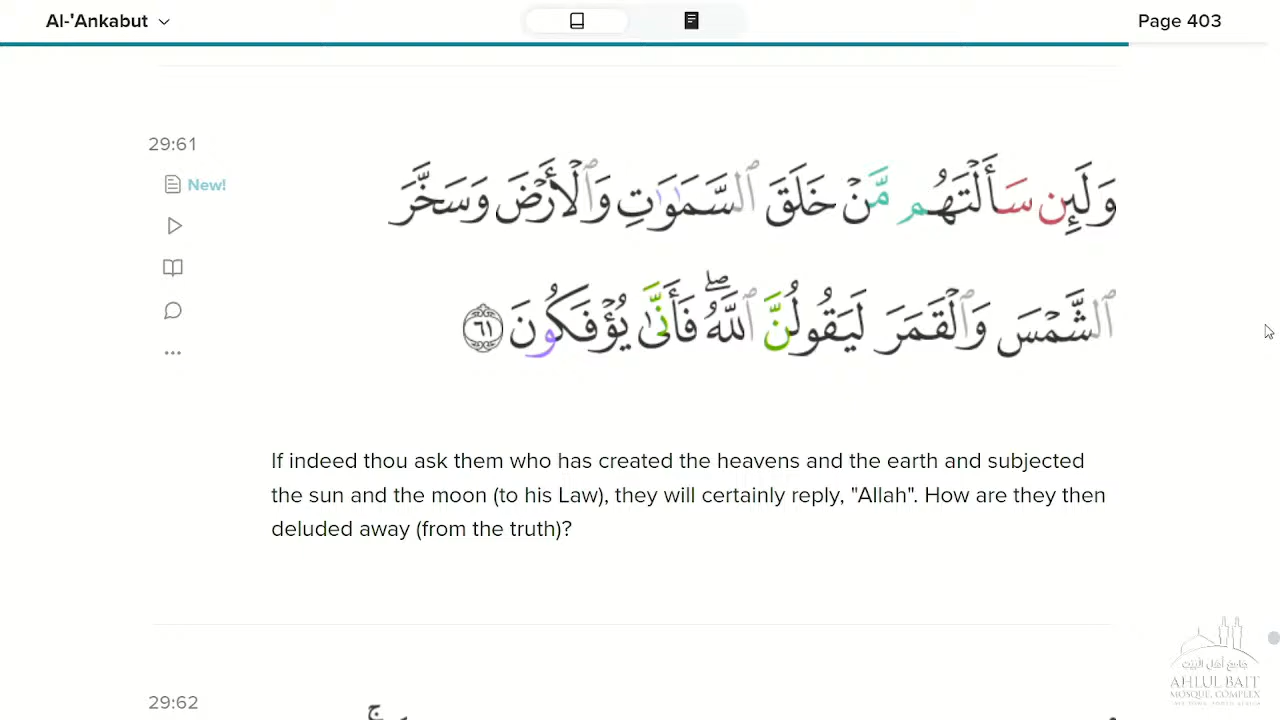 Al-'Ankabut
Page 403
29:61
New!
وَلَئِن سَأَلْتَهُم مَّنْ خَلَقَ ٱلسَّمَـٰوَٰتِ وَٱلْأَرْضَ وَسَخَّرَ
ٱلشَّمْسَ وَٱلْقَمَرَ لَيَقُولُنَّ ٱللَّهُ ۖ فَأَنَّىٰ يُؤْفَكُونَ ٦١
If indeed thou ask them who has created the heavens and the earth and subjected
the sun and the moon (to his Law), they will certainly reply, "Allah". How are they then
deluded away (from the truth)?
29:62
جامع أهل البيت
AHLUL BAIT
MOSQUE COMPLEX